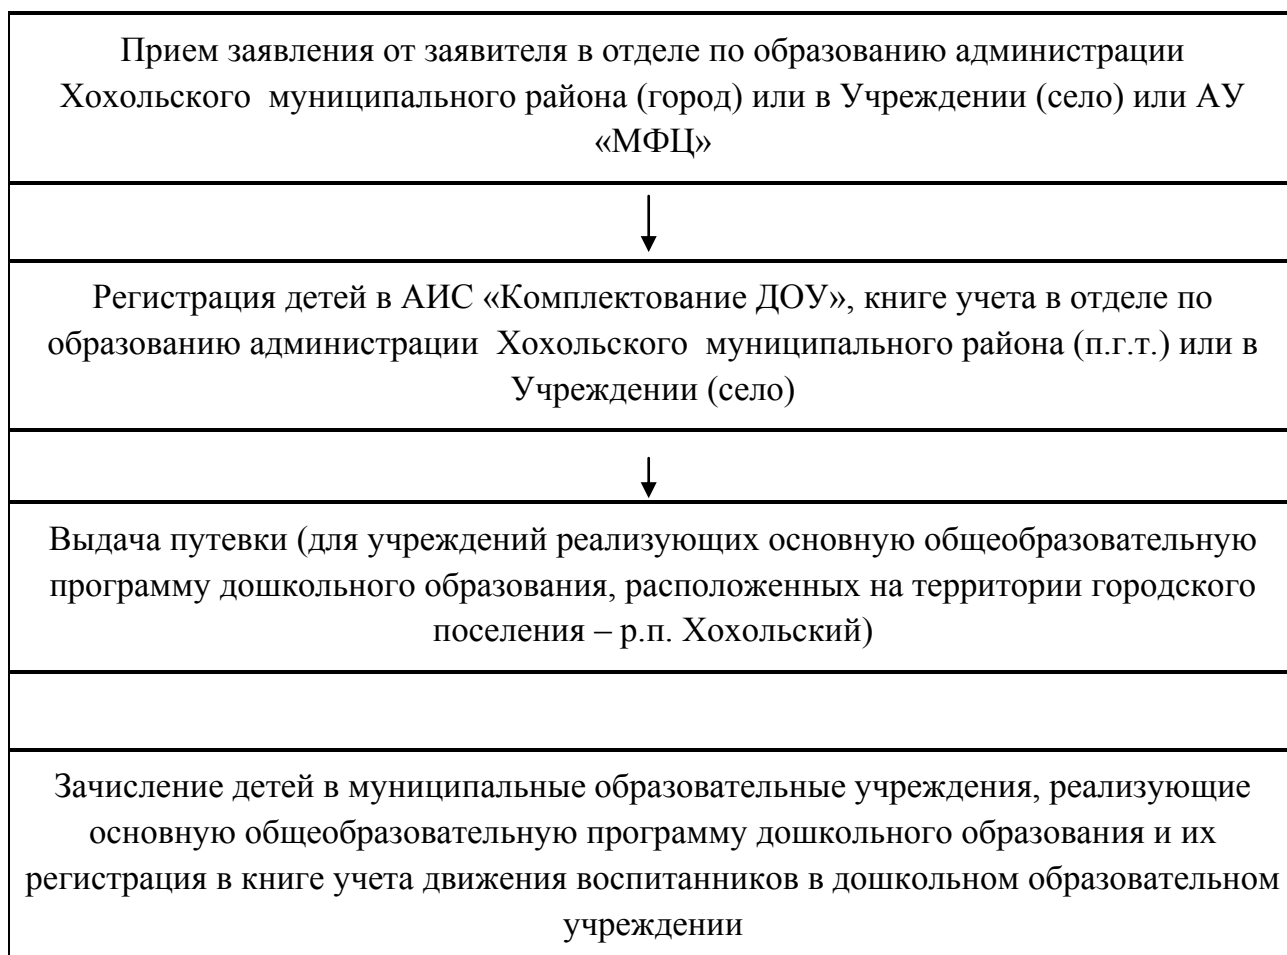 Прием заявления от заявителя в отделе по образованию администрации
Хохольского муниципального района (город) или в Учреждении (село) или АУ
«МФЦ»
Регистрация детей в АИС «Комплектование ДОУ», книге учета в отделе по
образованию администрации Хохольского муниципального района (п.г.т.) или в
Учреждении (село)
Выдача путевки (для учреждений реализующих основную общеобразовательную
программу дошкольного образования, расположенных на территории городского
поселения – р.п. Хохольский)
Зачисление детей в муниципальные образовательные учреждения, реализующие
основную общеобразовательную программу дошкольного образования и их
регистрация в книге учета движения воспитанников в дошкольном образовательном
учреждении